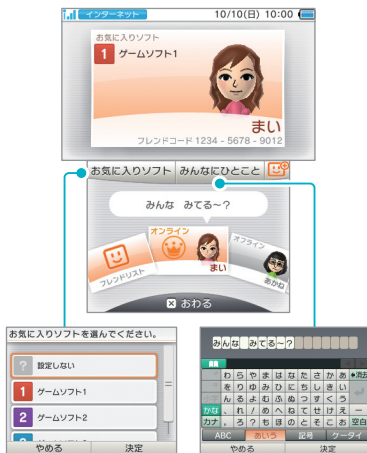 インターネット
10/10(日) 10:00
お気に入りソフト
1 ゲームソフト1
まい
フレンドコード 1234 - 5678 - 9012
お気に入りソフト みんなにひとこと
みんな みてる～?
フレンドリスト
オンライン
まい
オフライン
あかね
おわる
お気に入りソフトを選んでください。
? 設定しない
1 ゲームソフト1
2 ゲームソフト2
やめる 決定
みんな みてる～?
わ ら や ま は な た さ か あ 消去
を り ゆ み ひ に ち し き い
ん る よ む ふ ぬ つ す く う
かな 、 れ / め へ ね て せ け え ー
カナ 。 ろ ? も ほ の と そ こ お 空白
ABC あいう 記号 ケータイ
やめる 決定